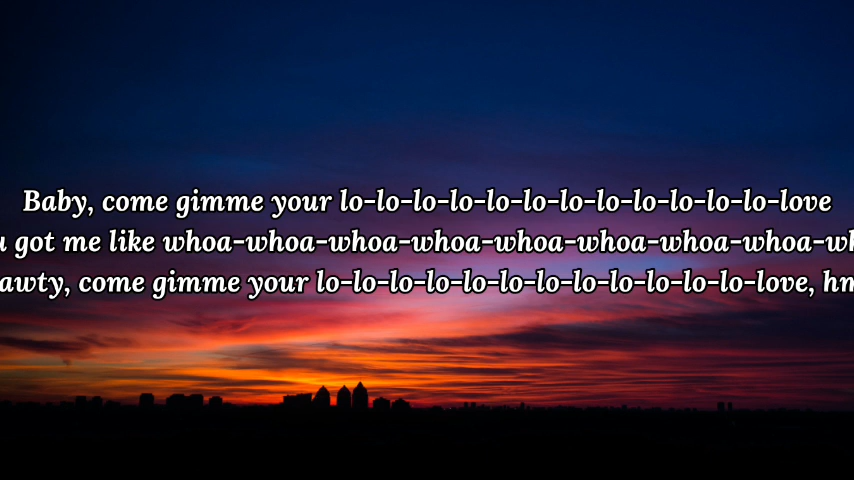 Baby, come gimme your lo-lo-lo-lo-lo-lo-lo-lo-lo-lo-lo-lo-love
u got me like whoa-whoa-whoa-whoa-whoa-whoa-whoa-whoa-wh
awty, come gimme your lo-lo-lo-lo-lo-lo-lo-lo-lo-lo-lo-lo-love,